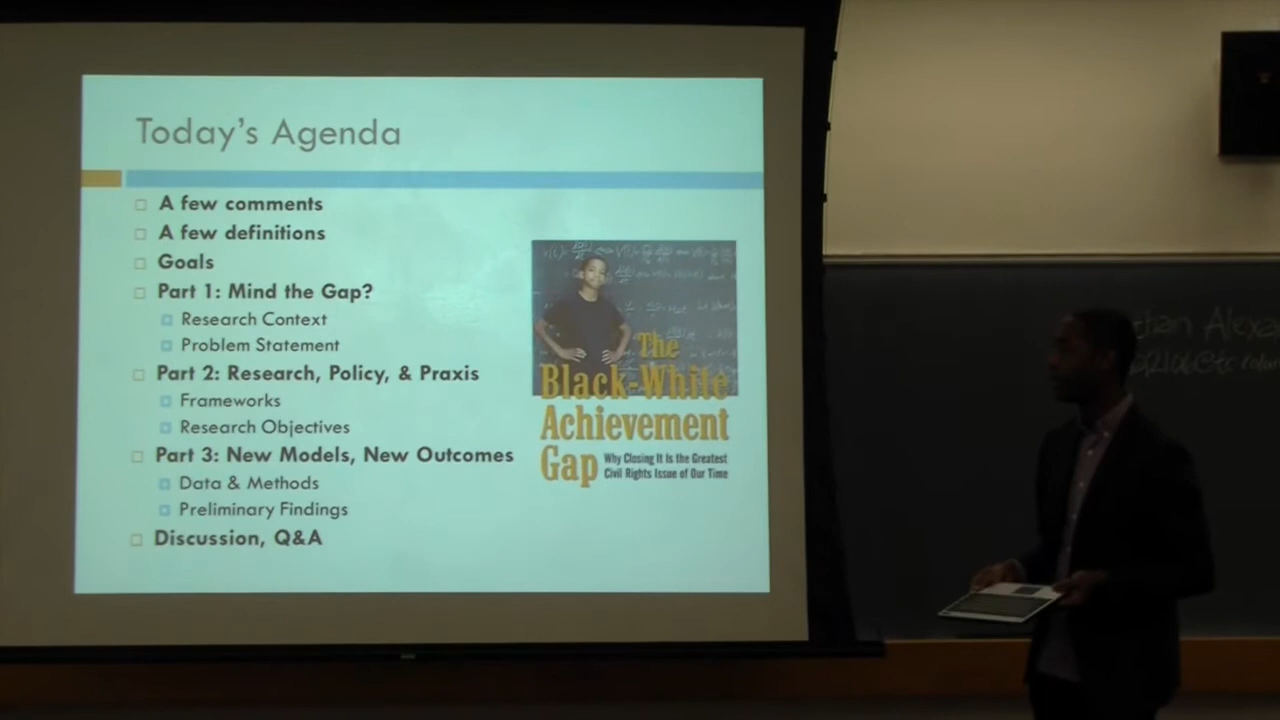 Today's Agenda
A few comments
A few definitions
Goals
Part 1: Mind the Gap?
Research Context
Problem Statement
Part 2: Research, Policy, & Praxis
Frameworks
Research Objectives
Part 3: New Models, New Outcomes
Data & Methods
Preliminary Findings
Discussion, Q&A
The
Black-White
Achievement
Gap
Why Closing It Is the Greatest
Civil Rights Issue of Our Time